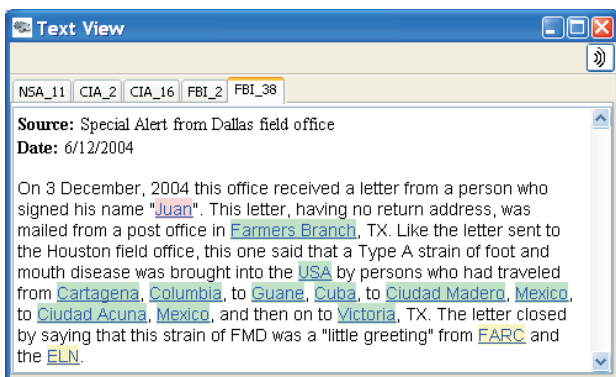 Text View
NSA_11 CIA_2 CIA_16 FBI_2 FBI_38
Source: Special Alert from Dallas field office
Date: 6/12/2004
On 3 December, 2004 this office received a letter from a person who
signed his name "Juan". This letter, having no return address, was
mailed from a post office in Farmers Branch, TX. Like the letter sent to
the Houston field office, this one said that a Type A strain of foot and
mouth disease was brought into the USA by persons who had traveled
from Cartagena, Columbia, to Guane, Cuba, to Ciudad Madero, Mexico,
to Ciudad Acuna, Mexico, and then on to Victoria, TX. The letter closed
by saying that this strain of FMD was a "little greeting" from FARC and
the ELN.